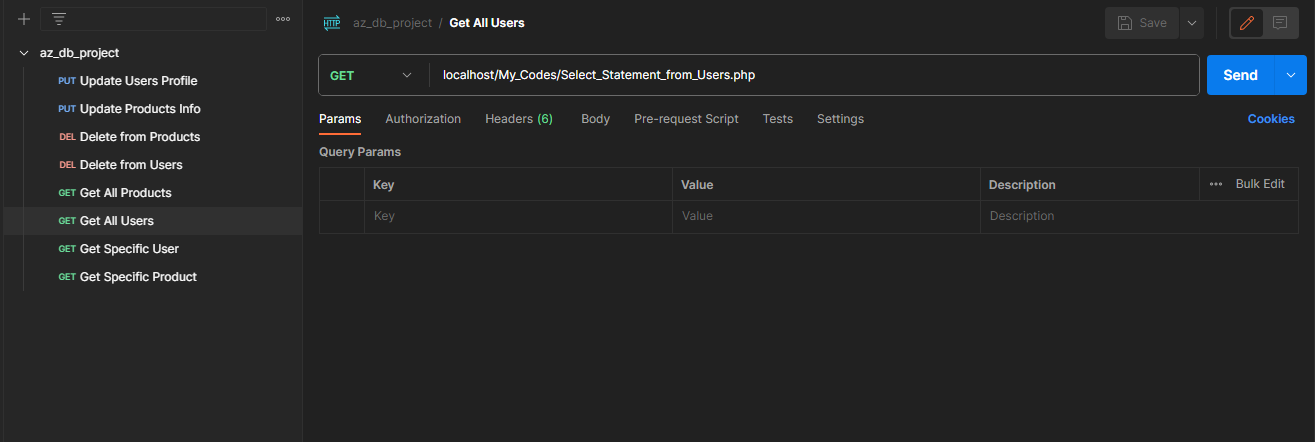 az_db_project
PUT Update Users Profile
PUT Update Products Info
DEL Delete from Products
DEL Delete from Users
GET Get All Products
GET Get All Users
GET Get Specific User
GET Get Specific Product
HTTP az_db_project / Get All Users
Save
GET localhost/My_Codes/Select_Statement_from_Users.php Send
Params Authorization Headers (6) Body Pre-request Script Tests Settings Cookies
Query Params
Key Value Description Bulk Edit
Key Value Description